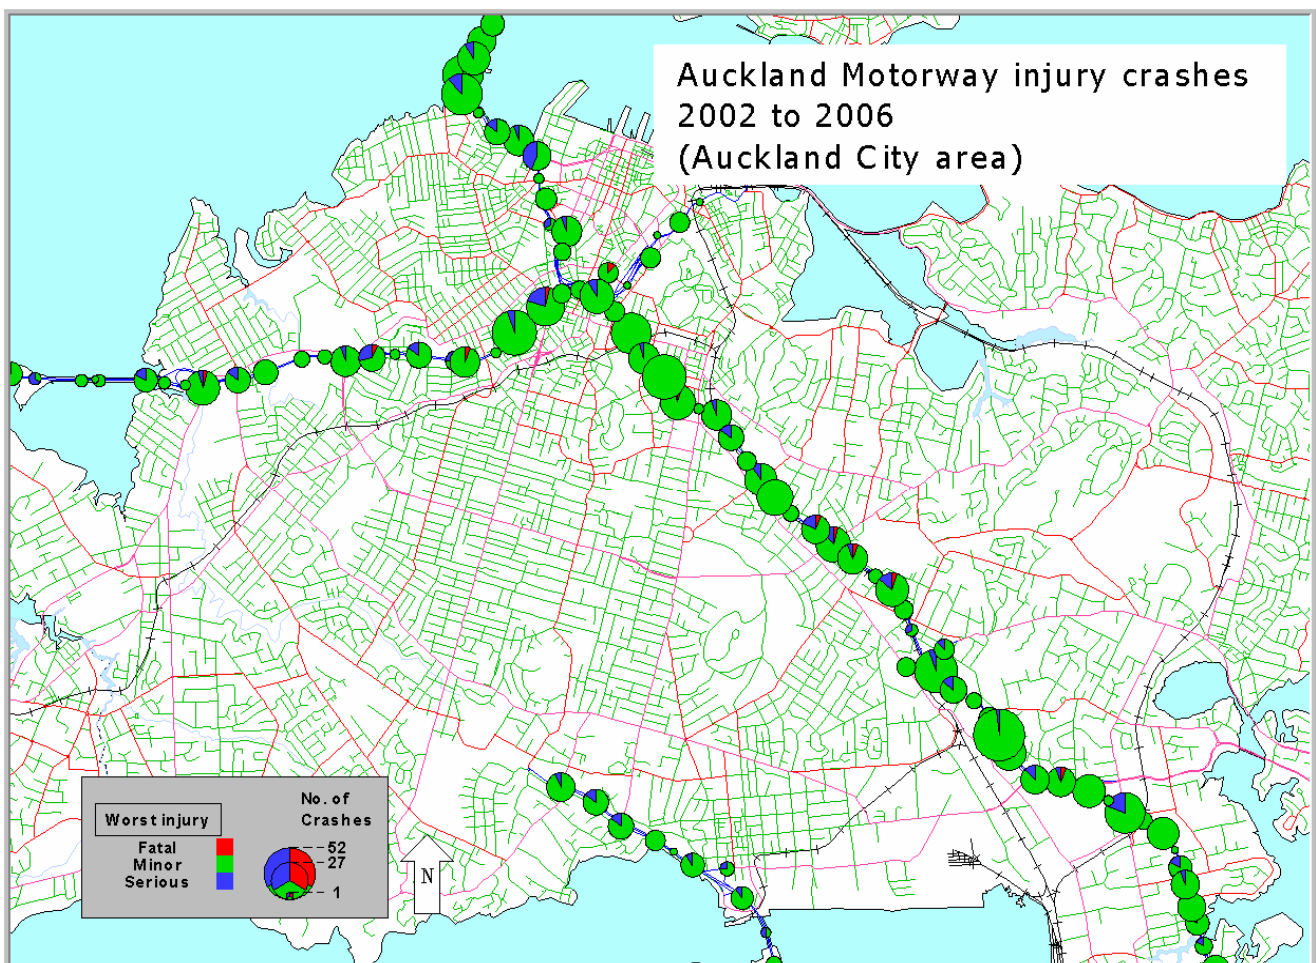 Auckland Motorway injury crashes
2002 to 2006
(Auckland City area)
Worst injury
Fatal
Minor
Serious
No. of
Crashes
52
27
1
N